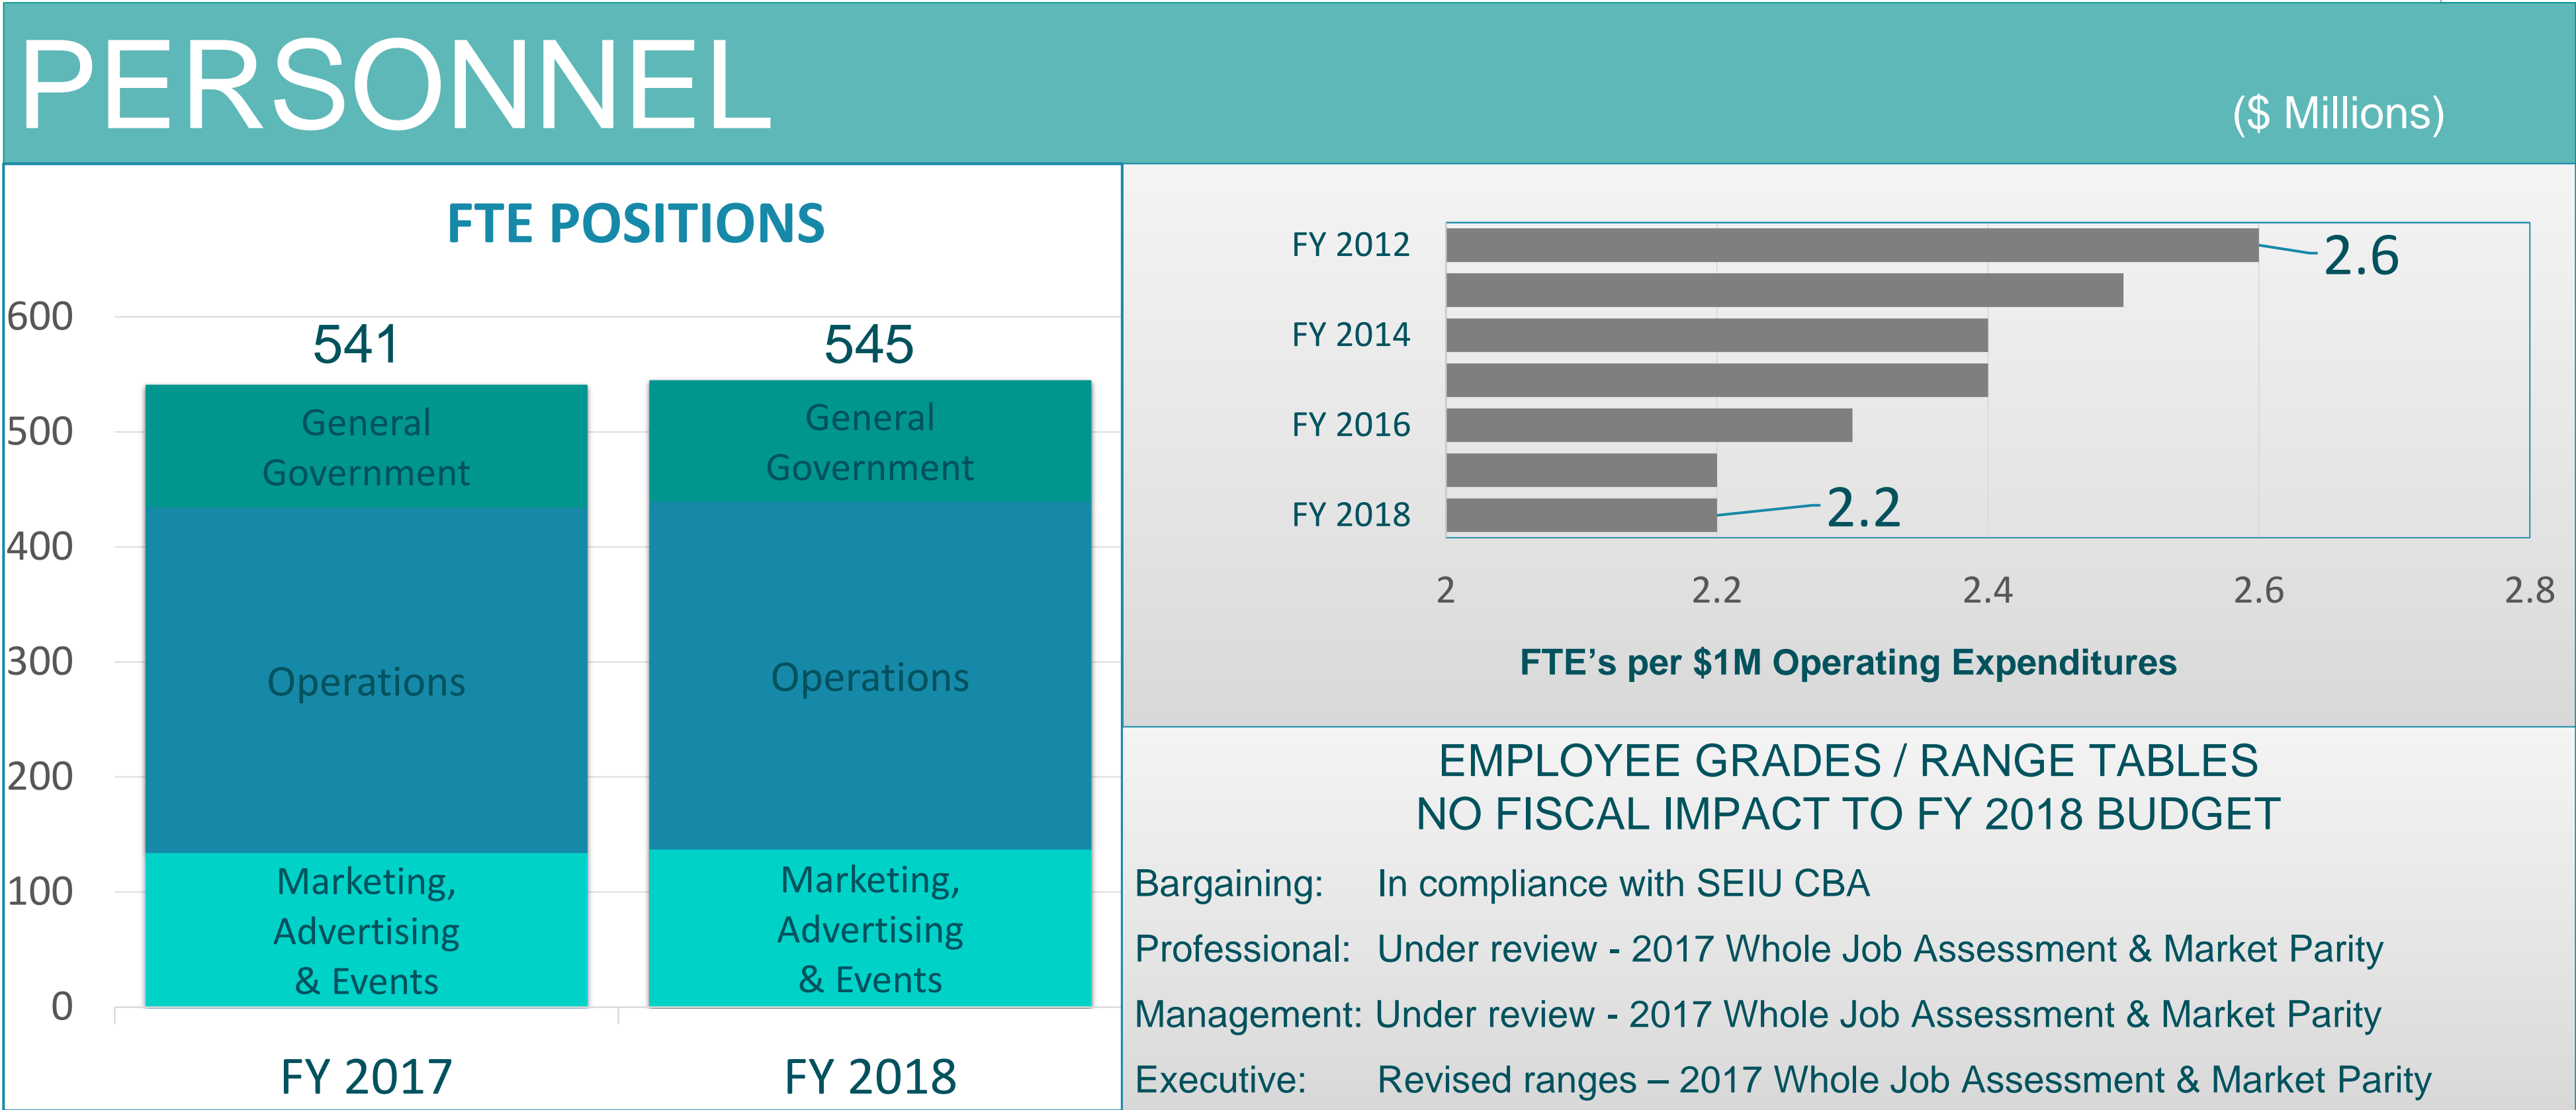 PERSONNEL
($ Millions)
FTE POSITIONS
600
500
400
300
200
100
0
541
545
General
Government
Operations
Marketing,
Advertising
& Events
General
Government
Operations
Marketing,
Advertising
& Events
FY 2017
FY 2018
FY 2012
FY 2014
FY 2016
FY 2018
2.6
2.2
2 2.2 2.4 2.6 2.8
FTE’s per $1M Operating Expenditures
EMPLOYEE GRADES / RANGE TABLES
NO FISCAL IMPACT TO FY 2018 BUDGET
Bargaining: In compliance with SEIU CBA
Professional: Under review - 2017 Whole Job Assessment & Market Parity
Management: Under review - 2017 Whole Job Assessment & Market Parity
Executive: Revised ranges – 2017 Whole Job Assessment & Market Parity